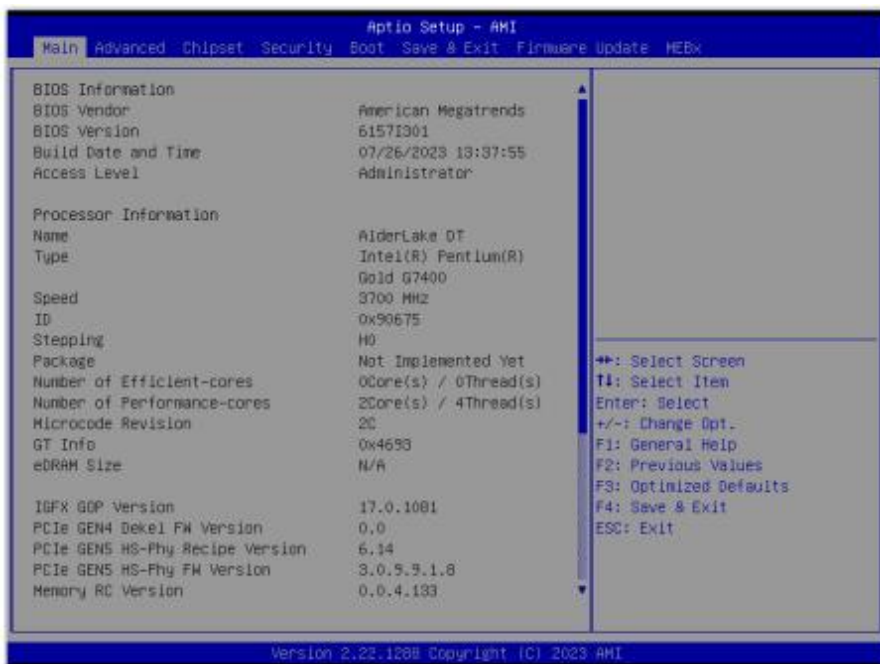 Aptio Setup - AMI
Main Advanced Chipset Security Boot Save & Exit Firmware Update MEBx
BIOS Information
BIOS Vendor American Megatrends
BIOS Version 6157I301
Build Date and Time 07/26/2023 13:37:55
Access Level Administrator
Processor Information
Name AlderLake DT
Type Intel(R) Pentium(R)
Gold G7400
Speed 3700 MHz
ID 0x90675
Stepping H0
Package Not Implemented Yet
Number of Efficient-cores 0Core(s) / 0Thread(s)
Number of Performance-cores 2Core(s) / 4Thread(s)
Microcode Revision 2C
GT Info 0x4693
eDRAM Size N/A
IGFX GOP Version 17.0.1081
PCIe GEN4 Dekel FW Version 0.0
PCIe GEN5 HS-Phy Recipe Version 6.14
PCIe GEN5 HS-Phy FW Version 3.0.9.9.1.8
Memory RC Version 0.0.4.133
→←: Select Screen
↑↓: Select Item
Enter: Select
+/-: Change Opt.
F1: General Help
F2: Previous Values
F3: Optimized Defaults
F4: Save & Exit
ESC: Exit
Version 2.22.1288 Copyright (C) 2023 AMI